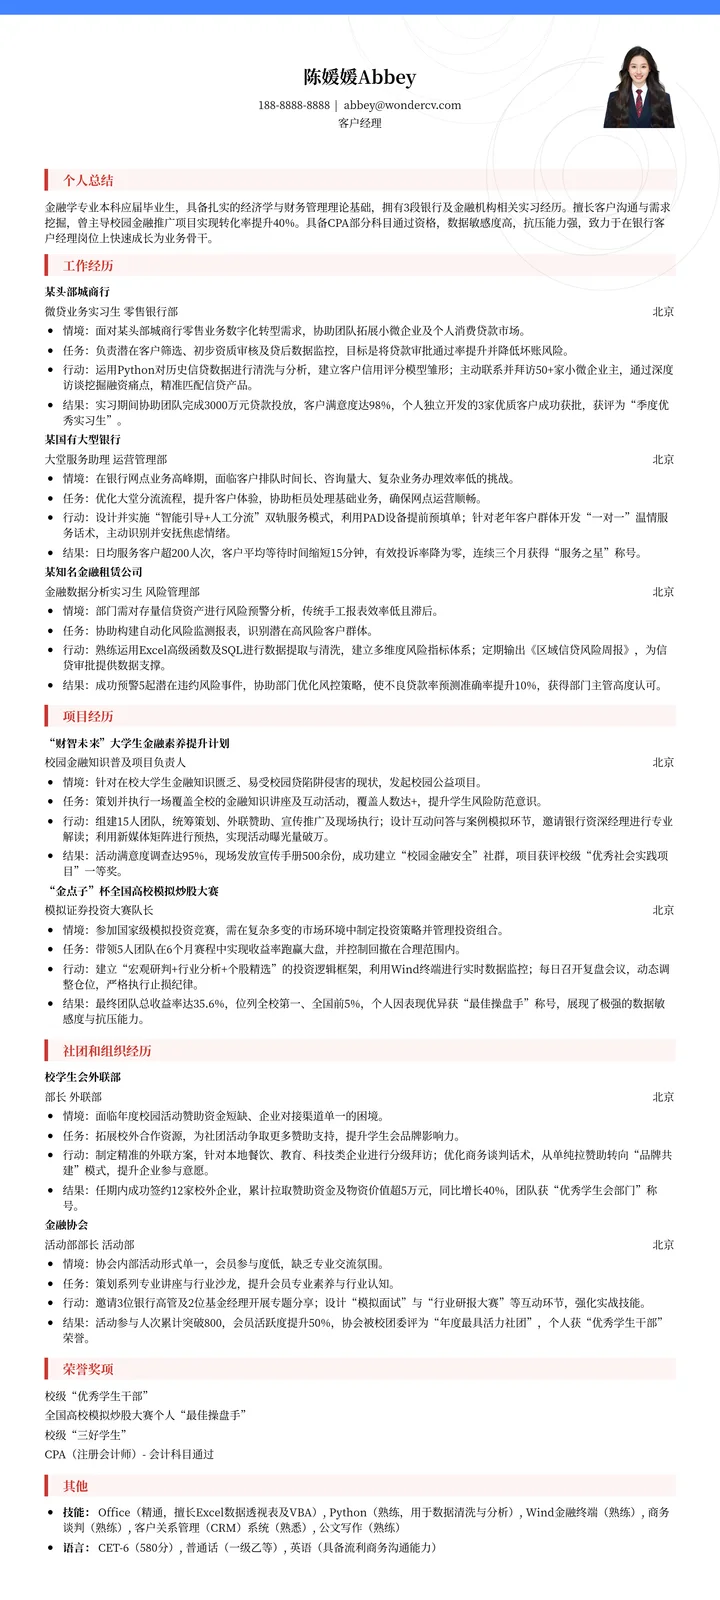 陈媛媛Abbey
188-8888-8888 | abbey@wondercv.com
客户经理
个人总结
金融学专业本科应届毕业生，具备扎实的经济学与财务管理理论基础，拥有3段银行及金融机构相关实习经历。擅长客户沟通与需求
挖掘，曾主导校园金融推广项目实现转化率提升40%。具备CPA部分科目通过资格，数据敏感度高，抗压能力强，致力于在银行客
户经理岗位上快速成长为业务骨干。
工作经历
某头部城商行
微贷业务实习生 零售银行部 北京
情境：面对某头部城商行零售业务数字化转型需求，协助团队拓展小微企业及个人消费贷款市场。
任务：负责潜在客户筛选、初步资质审核及贷后数据监控，目标是将贷款审批通过率提升并降低坏账风险。
行动：运用Python对历史信贷数据进行清洗与分析，建立客户信用评分模型雏形；主动联系并拜访50+家小微企业主，通过深度
访谈挖掘融资痛点，精准匹配信贷产品。
结果：实习期间协助团队完成3000万元贷款投放，客户满意度达98%，个人独立开发的3家优质客户成功获批，获评为“季度优
秀实习生”。
某国有大型银行
大堂服务助理 运营管理部 北京
情境：在银行网点业务高峰期，面临客户排队时间长、咨询量大、复杂业务办理效率低的挑战。
任务：优化大堂分流流程，提升客户体验，协助柜员处理基础业务，确保网点运营顺畅。
行动：设计并实施“智能引导+人工分流”双轨服务模式，利用PAD设备提前预填单；针对老年客户群体开发“一对一”温情服
务话术，主动识别并安抚焦虑情绪。
结果：日均服务客户超200人次，客户平均等待时间缩短15分钟，有效投诉率降为零，连续三个月获得“服务之星”称号。
某知名金融租赁公司
金融数据分析实习生 风险管理部 北京
情境：部门需对存量信贷资产进行风险预警分析，传统手工报表效率低且滞后。
任务：协助构建自动化风险监测报表，识别潜在高风险客户群体。
行动：熟练运用Excel高级函数及SQL进行数据提取与清洗，建立多维度风险指标体系；定期输出《区域信贷风险周报》，为信
贷审批提供数据支撑。
结果：成功预警5起潜在违约风险事件，协助部门优化风控策略，使不良贷款率预测准确率提升10%，获得部门主管高度认可。
项目经历
“财智未来”大学生金融素养提升计划
校园金融知识普及项目负责人 北京
情境：针对在校大学生金融知识匮乏、易受校园贷陷阱侵害的现状，发起校园公益项目。
任务：策划并执行一场覆盖全校的金融知识讲座及互动活动，覆盖人数达+，提升学生风险防范意识。
行动：组建15人团队，统筹策划、外联赞助、宣传推广及现场执行；设计互动问答与案例模拟环节，邀请银行资深经理进行专业
解读；利用新媒体矩阵进行预热，实现活动曝光量破万。
结果：活动满意度调查达95%，现场发放宣传手册500余份，成功建立“校园金融安全”社群，项目获评校级“优秀社会实践项
目”一等奖。
“金点子”杯全国高校模拟炒股大赛
模拟证券投资大赛队长 北京
情境：参加国家级模拟投资竞赛，需在复杂多变的市场环境中制定投资策略并管理投资组合。
任务：带领5人团队在6个月赛程中实现收益率跑赢大盘，并控制回撤在合理范围内。
行动：建立“宏观研判+行业分析+个股精选”的投资逻辑框架，利用Wind终端进行实时数据监控；每日召开复盘会议，动态调
整仓位，严格执行止损纪律。
结果：最终团队总收益率达35.6%，位列全校第一、全国前5%，个人因表现优异获“最佳操盘手”称号，展现了极强的数据敏
感度与抗压能力。
社团和组织经历
校学生会外联部
部长 外联部 北京
情境：面临年度校园活动赞助资金短缺、企业对接渠道单一的困境。
任务：拓展校外合作资源，为社团活动争取更多赞助支持，提升学生会品牌影响力。
行动：制定精准的外联方案，针对本地餐饮、教育、科技类企业进行分级拜访；优化商务谈判话术，从单纯拉赞助转向“品牌共
建”模式，提升企业参与意愿。
结果：任期内成功签约12家校外企业，累计拉取赞助资金及物资价值超5万元，同比增长40%，团队获“优秀学生会部门”称
号。
金融协会
活动部部长 活动部 北京
情境：协会内部活动形式单一，会员参与度低，缺乏专业交流氛围。
任务：策划系列专业讲座与行业沙龙，提升会员专业素养与行业认知。
行动：邀请3位银行高管及2位基金经理开展专题分享；设计“模拟面试”与“行业研报大赛”等互动环节，强化实战技能。
结果：活动参与人次累计突破800，会员活跃度提升50%，协会被校团委评为“年度最具活力社团”，个人获“优秀学生干部”
荣誉。
荣誉奖项
校级“优秀学生干部”
全国高校模拟炒股大赛个人“最佳操盘手”
校级“三好学生”
CPA（注册会计师）- 会计科目通过
其他
技能： Office（精通，擅长Excel数据透视表及VBA）, Python（熟练，用于数据清洗与分析）, Wind金融终端（熟练）, 商务
谈判（熟练）, 客户关系管理（CRM）系统（熟悉）, 公文写作（熟练）
语言： CET-6（580分）, 普通话（一级乙等）, 英语（具备流利商务沟通能力）